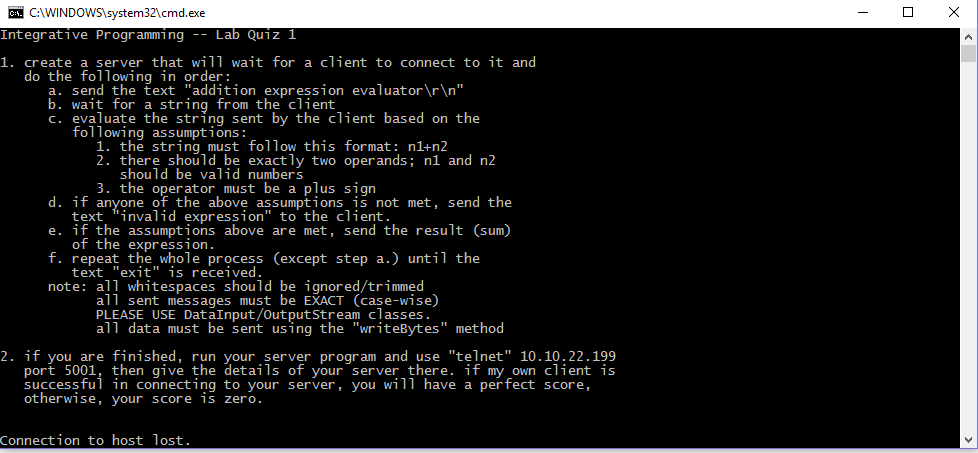 C:\WINDOWS\system32\cmd.exe
Integrative Programming -- Lab Quiz 1
1. create a server that will wait for a client to connect to it and
do the following in order:
a. send the text "addition expression evaluator\r\n"
b. wait for a string from the client
c. evaluate the string sent by the client based on the
following assumptions:
1. the string must follow this format: n1+n2
2. there should be exactly two operands; n1 and n2
should be valid numbers
3. the operator must be a plus sign
d. if anyone of the above assumptions is not met, send the
text "invalid expression" to the client.
e. if the assumptions above are met, send the result (sum)
of the expression.
f. repeat the whole process (except step a.) until the
text "exit" is received.
note: all whitespaces should be ignored/trimmed
all sent messages must be EXACT (case-wise)
PLEASE USE DataInput/OutputStream classes.
all data must be sent using the "writeBytes" method
2. if you are finished, run your server program and use "telnet" 10.10.22.199
port 5001, then give the details of your server there. if my own client is
successful in connecting to your server, you will have a perfect score,
otherwise, your score is zero.
Connection to host lost.